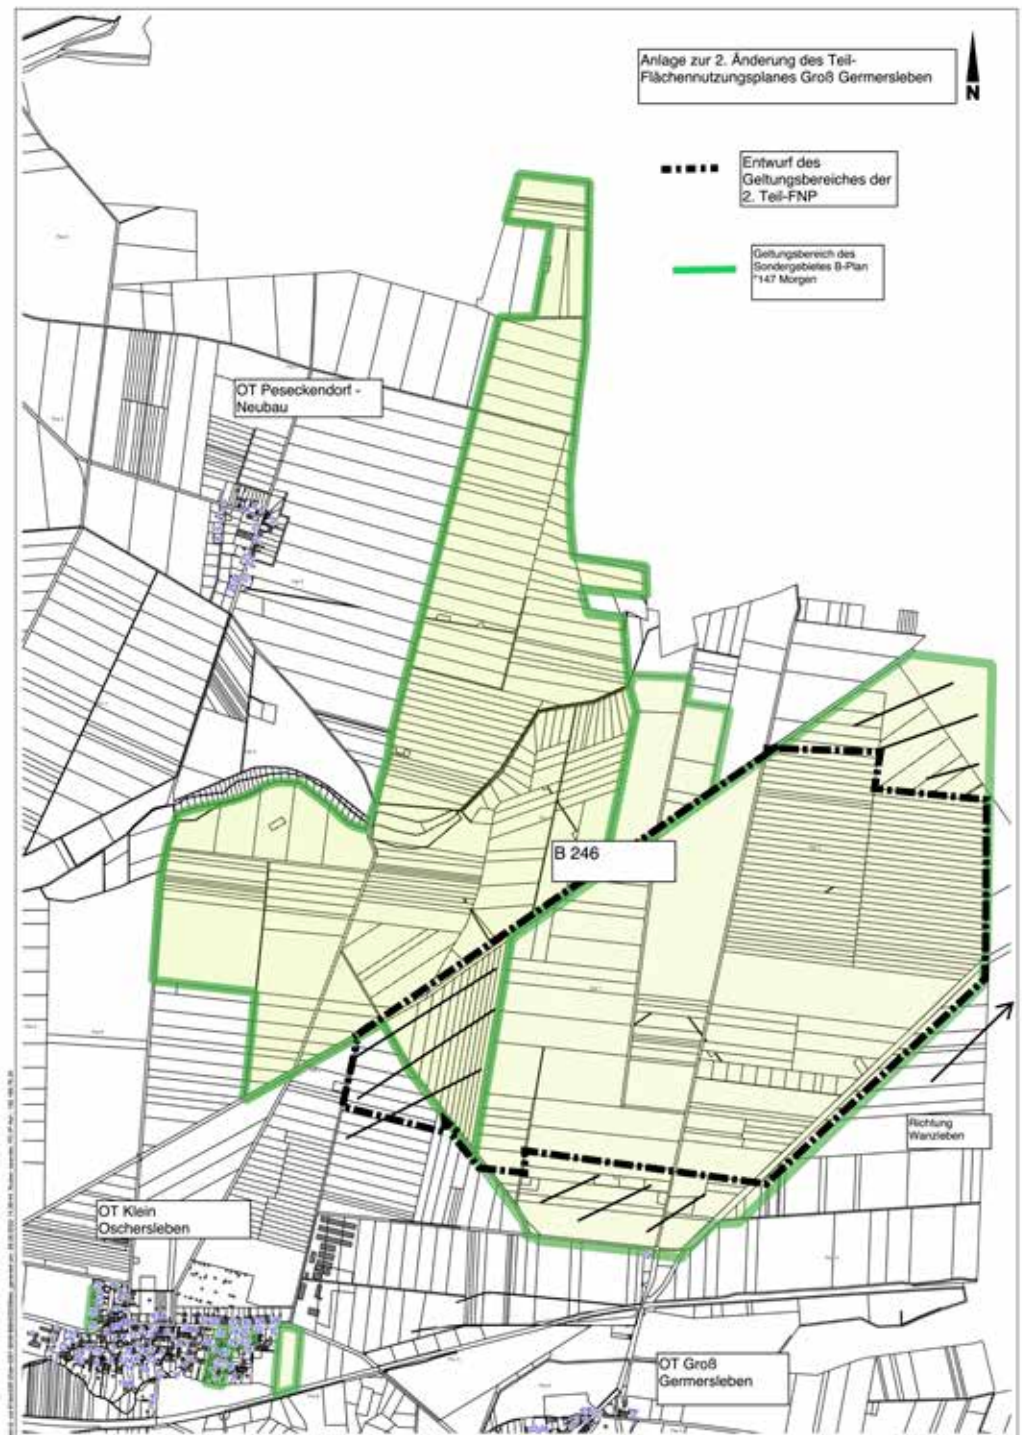 Anlage zur 2. Änderung des Teil-
Flächennutzungsplanes Groß Germersleben
N
Entwurf des
Geltungsbereiches der
2. Teil-FNP
Geltungsbereich des
Sondergebietes B-Plan
"147 Morgen
OT Peseckendorf -
Neubau
B 246
Richtung
Wanzleben
OT Klein
Oschersleben
OT Groß
Germersleben